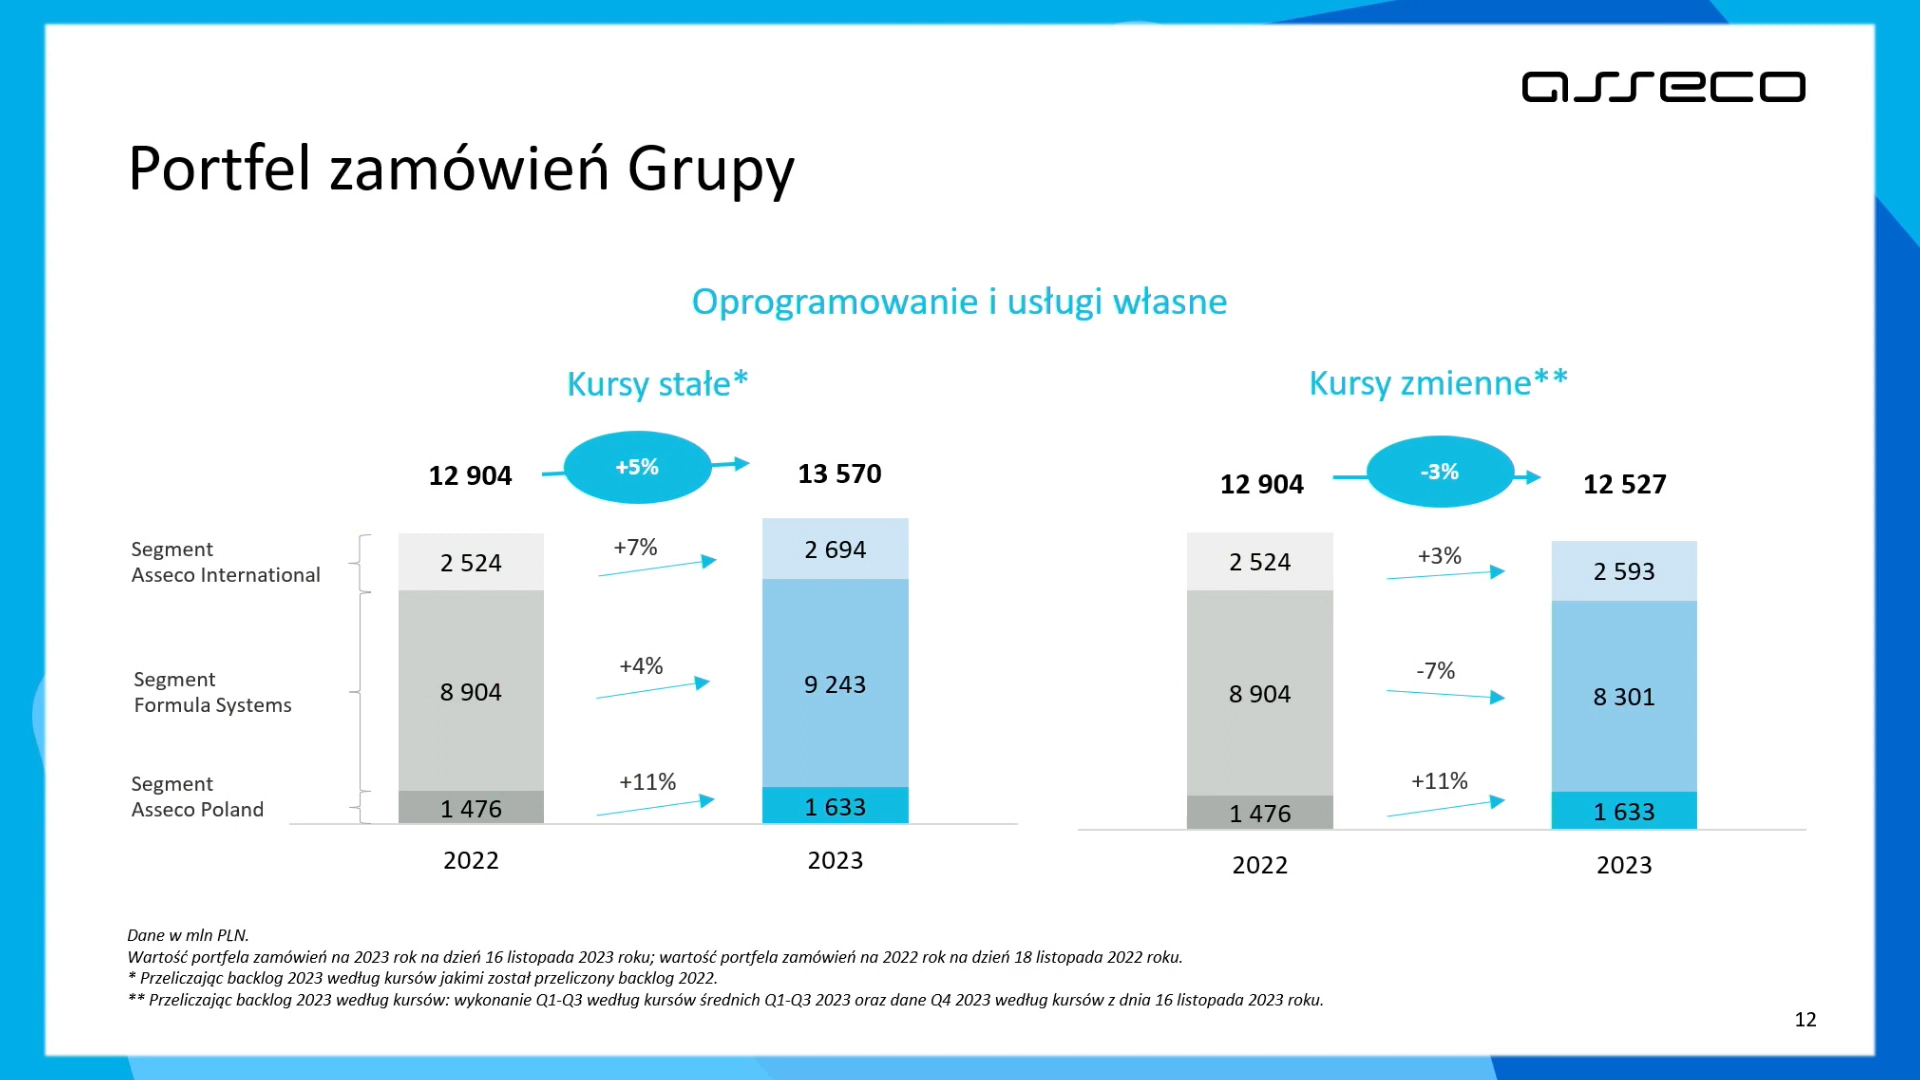 asseco
Portfel zamówień Grupy
Oprogramowanie i usługi własne
Kursy stałe*
12 904
+5%
13 570
Segment
Asseco International
2 524
+7%
2 694
Segment
Formula Systems
8 904
+4%
9 243
Segment
Asseco Poland
1 476
+11%
1 633
2022
2023
Kursy zmienne**
12 904
-3%
12 527
2 524
+3%
2 593
8 904
-7%
8 301
1 476
+11%
1 633
2022
2023
Dane w mln PLN.
Wartość portfela zamówień na 2023 rok na dzień 16 listopada 2023 roku; wartość portfela zamówień na 2022 rok na dzień 18 listopada 2022 roku.
* Przeliczając backlog 2023 według kursów jakimi został przeliczony backlog 2022.
** Przeliczając backlog 2023 według kursów: wykonanie Q1-Q3 według kursów średnich Q1-Q3 2023 oraz dane Q4 2023 według kursów z dnia 16 listopada 2023 roku.
12